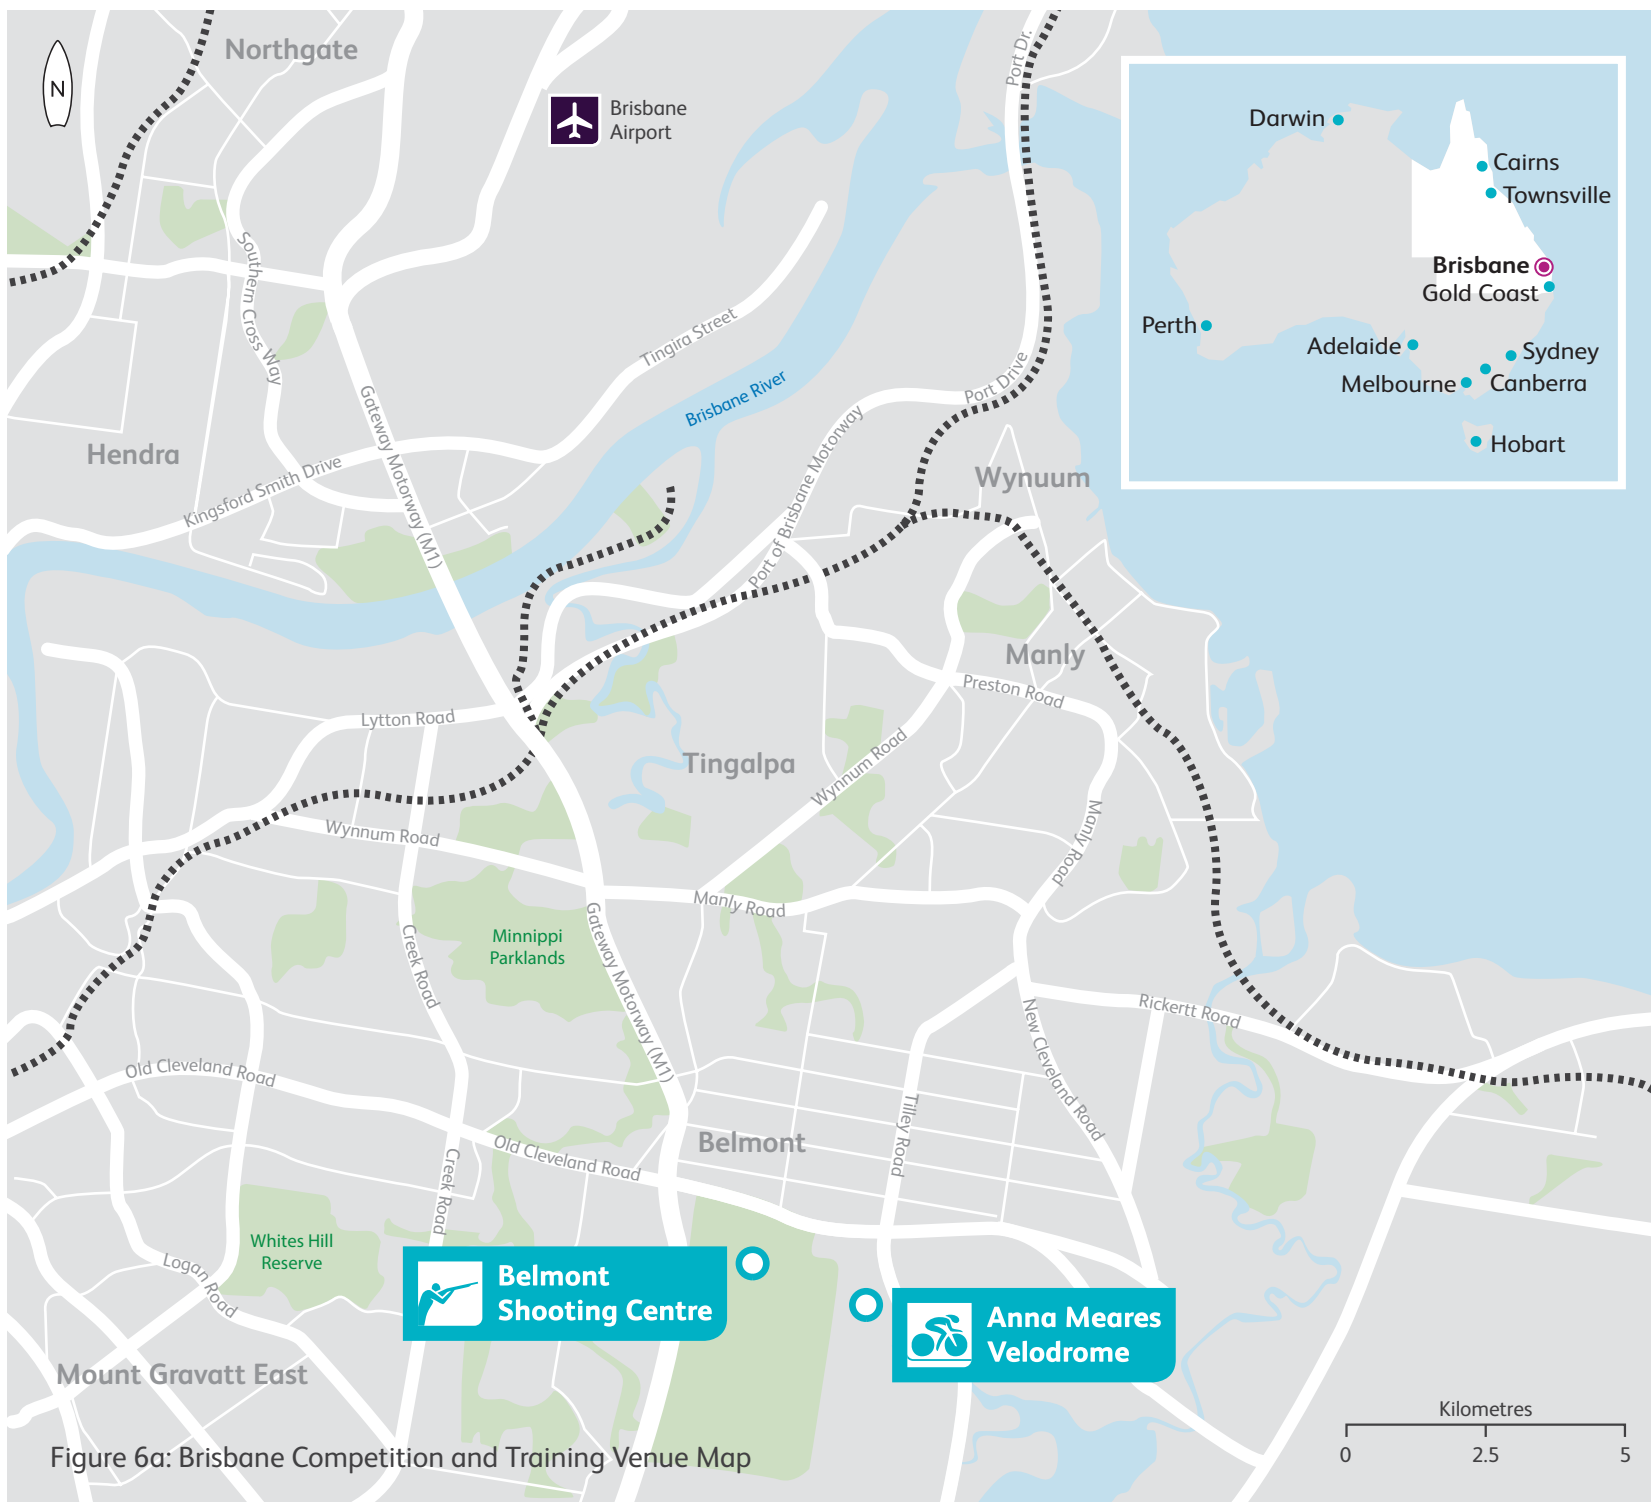 Northgate
N
Brisbane
Airport
Port Dr.
Darwin
Cairns
Townsville
Brisbane
Gold Coast
Perth
Adelaide
Sydney
Melbourne
Canberra
Hobart
Southern Cross Way
Tingira Street
Brisbane River
Port Drive
Gateway Motorway (M1)
Hendra
Kingsford Smith Drive
Port of Brisbane Motorway
Wynuum
Manly
Preston Road
Lytton Road
Tingalpa
Wynnum Road
Wynnum Road
Manly Road
Manly Road
Minnippi
Parklands
Creek Road
Gateway Motorway (M1)
New Cleveland Road
Rickertt Road
Old Cleveland Road
Tilley Road
Belmont
Old Cleveland Road
Creek Road
Whites Hill
Reserve
Logan Road
Belmont
Shooting Centre
Anna Meares
Velodrome
Mount Gravatt East
Kilometres
0 2.5 5
Figure 6a: Brisbane Competition and Training Venue Map